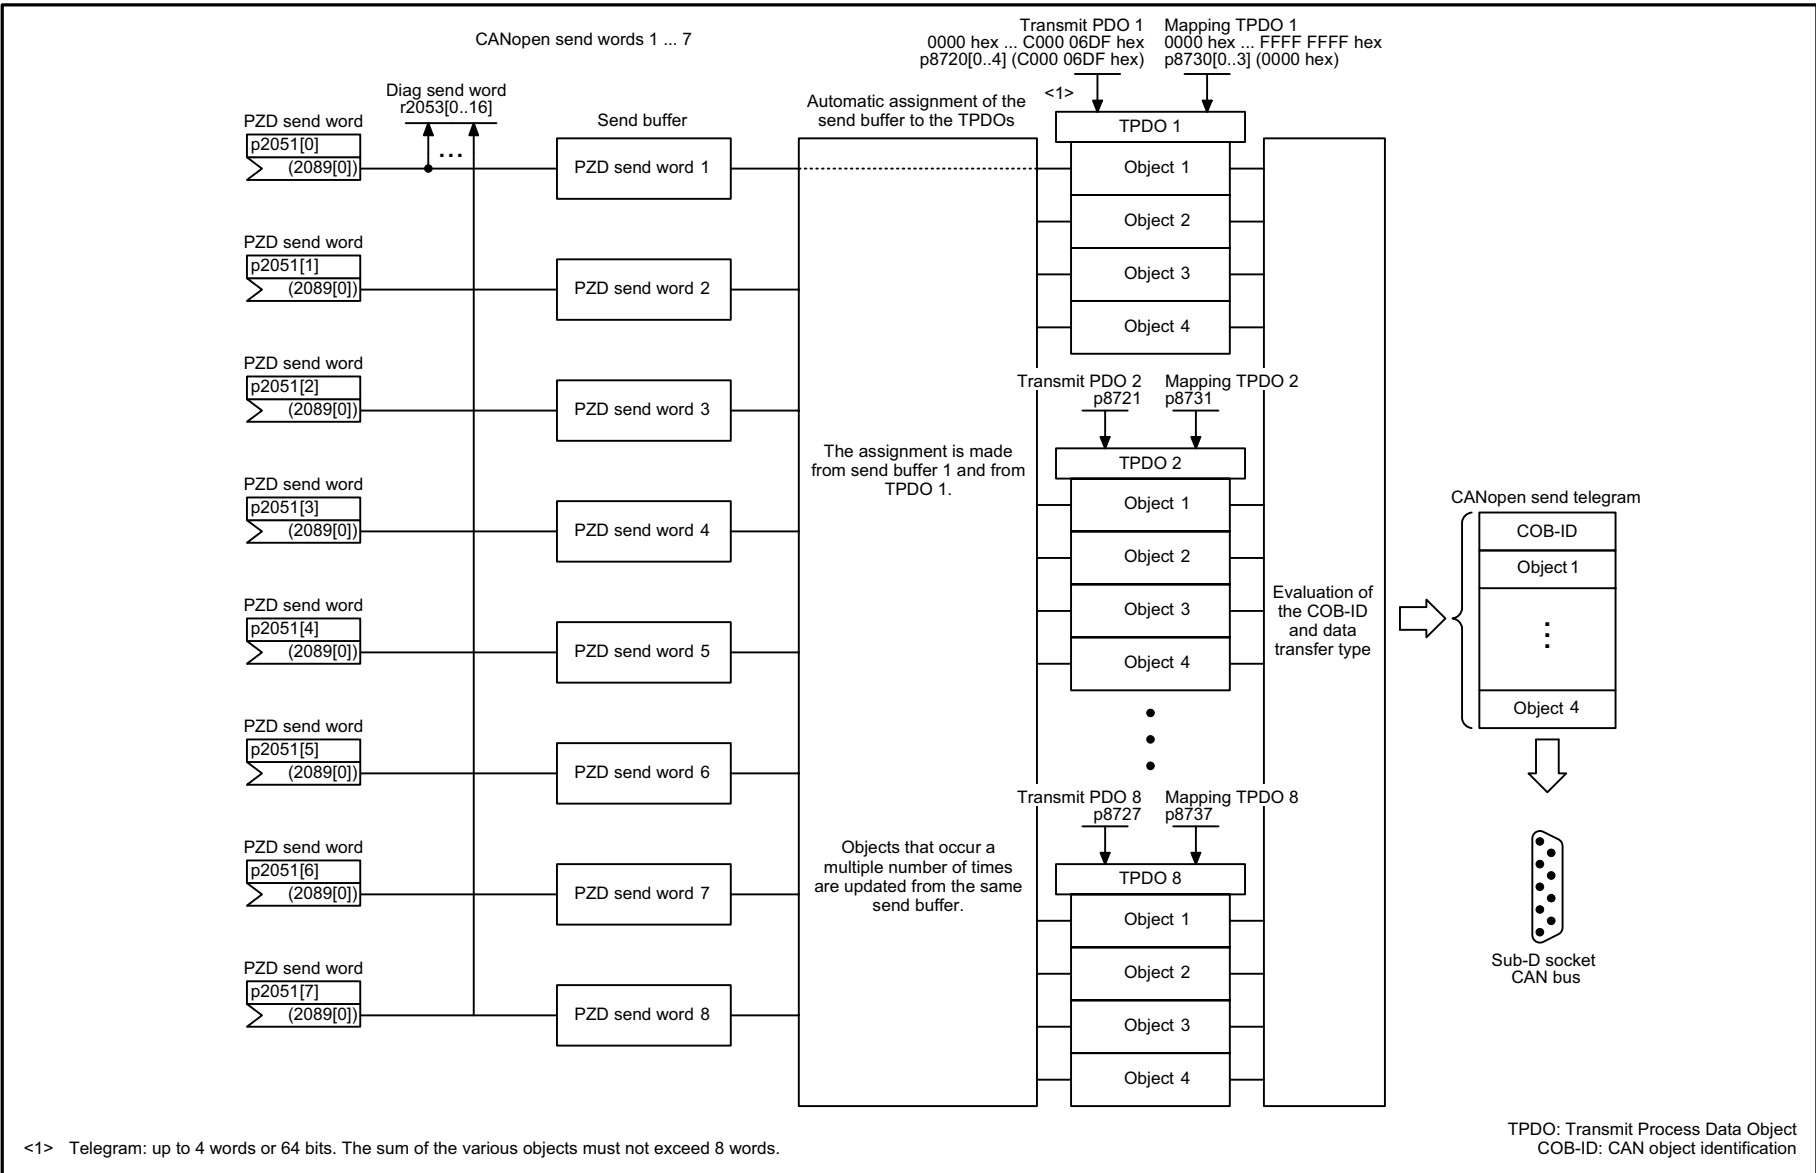 CANopen send words 1 ... 7
Transmit PDO 1
0000 hex ... C000 06DF hex
p8720[0..4] (C000 06DF hex)
Mapping TPDO 1
0000 hex ... FFFF FFFF hex
p8730[0..3] (0000 hex)
<1>
Diag send word
r2053[0..16]
...
Send buffer
Automatic assignment of the
send buffer to the TPDOs
PZD send word
p2051[0]
(2089[0])
PZD send word 1
PZD send word
p2051[1]
(2089[0])
PZD send word 2
PZD send word
p2051[2]
(2089[0])
PZD send word 3
PZD send word
p2051[3]
(2089[0])
PZD send word 4
PZD send word
p2051[4]
(2089[0])
PZD send word 5
PZD send word
p2051[5]
(2089[0])
PZD send word 6
PZD send word
p2051[6]
(2089[0])
PZD send word 7
PZD send word
p2051[7]
(2089[0])
PZD send word 8
The assignment is made
from send buffer 1 and from
TPDO 1.
Objects that occur a
multiple number of times
are updated from the same
send buffer.
TPDO 1
Object 1
Object 2
Object 3
Object 4
Transmit PDO 2
p8721
Mapping TPDO 2
p8731
TPDO 2
Object 1
Object 2
Object 3
Object 4
Transmit PDO 8
p8727
Mapping TPDO 8
p8737
TPDO 8
Object 1
Object 2
Object 3
Object 4
Evaluation of
the COB-ID
and data
transfer type
CANopen send telegram
COB-ID
Object 1
Object 4
Sub-D socket
CAN bus
<1> Telegram: up to 4 words or 64 bits. The sum of the various objects must not exceed 8 words.
TPDO: Transmit Process Data Object
COB-ID: CAN object identification